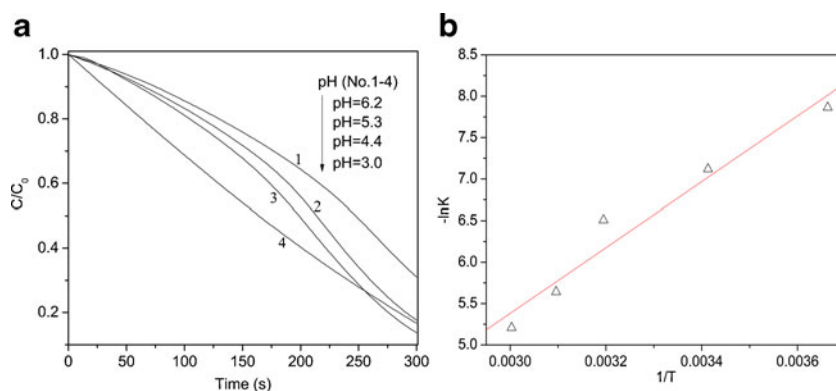 a
1.0
0.8
0.6
0.4
0.2
C/C₀
0
50
100
150
200
250
300
Time (s)
pH (No.1-4)
pH=6.2
pH=5.3
pH=4.4
pH=3.0
1
2
3
4
b
8.5
8.0
7.5
7.0
6.5
6.0
5.5
5.0
-lnK
0.0030
0.0032
0.0034
0.0036
1/T